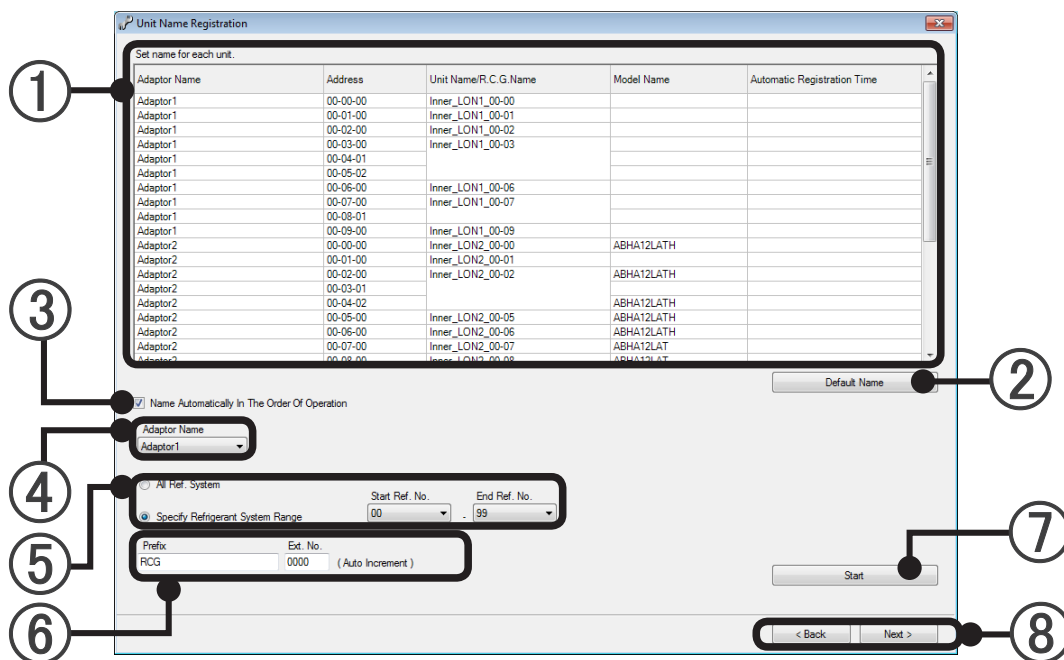 Unit Name Registration
Set name for each unit.
Adaptor Name Address Unit Name/R.C.G.Name Model Name Automatic Registration Time
Adaptor1 00-00-00 Inner_LON1_00-00
Adaptor1 00-01-00 Inner_LON1_00-01
Adaptor1 00-02-00 Inner_LON1_00-02
Adaptor1 00-03-00 Inner_LON1_00-03
Adaptor1 00-04-01
Adaptor1 00-05-02
Adaptor1 00-06-00 Inner_LON1_00-06
Adaptor1 00-07-00 Inner_LON1_00-07
Adaptor1 00-08-01
Adaptor1 00-09-00 Inner_LON1_00-09
Adaptor2 00-00-00 Inner_LON2_00-00 ABHA12LATH
Adaptor2 00-01-00 Inner_LON2_00-01
Adaptor2 00-02-00 Inner_LON2_00-02 ABHA12LATH
Adaptor2 00-03-01
Adaptor2 00-04-02 ABHA12LATH
Adaptor2 00-05-00 Inner_LON2_00-05 ABHA12LATH
Adaptor2 00-06-00 Inner_LON2_00-06 ABHA12LATH
Adaptor2 00-07-00 Inner_LON2_00-07 ABHA12LAT
Adaptor2 00-08-00 Inner_LON2_00-08 ABHA12LAT
Default Name
Name Automatically In The Order Of Operation
Adaptor Name
Adaptor1
All Ref. System
Start Ref. No. End Ref. No.
Specify Refrigerant System Range 00 - 99
Prefix Ext. No.
RCG 0000 ( Auto Increment )
Start
< Back Next >
1
2
3
4
5
6
7
8